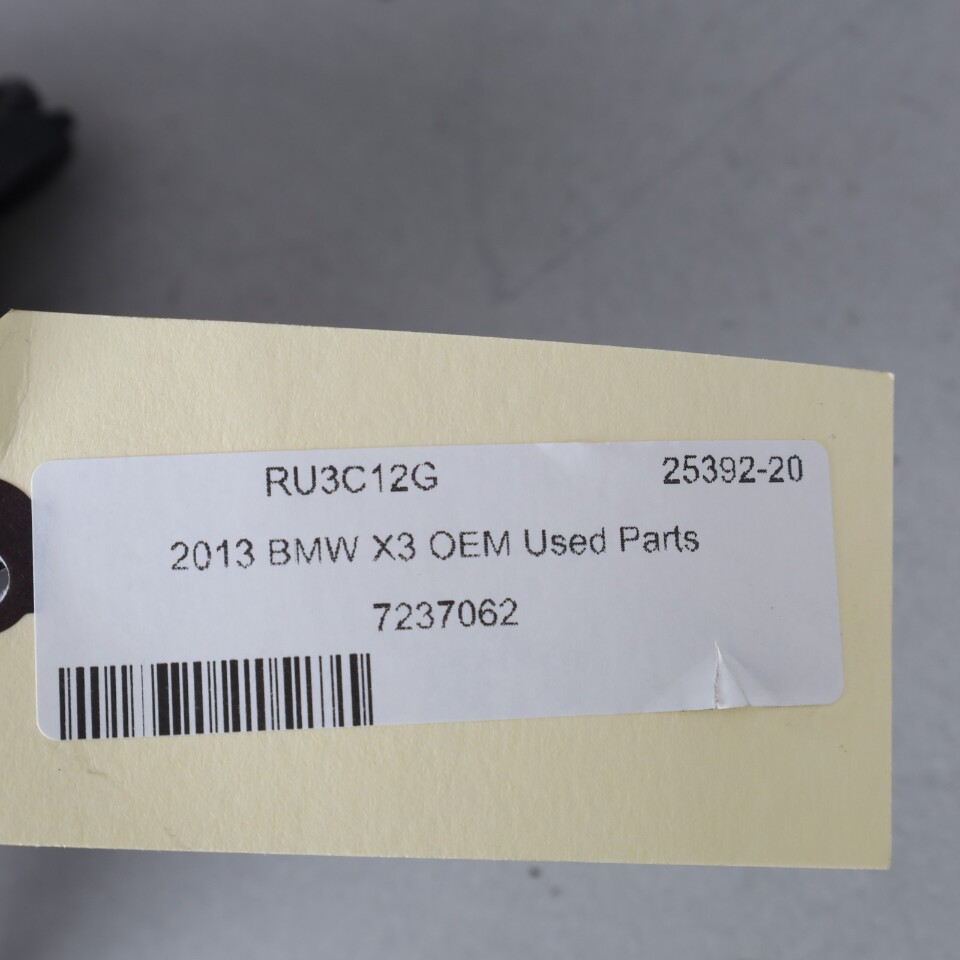 RU3C12G 25392-20
2013 BMW X3 OEM Used Parts
7237062